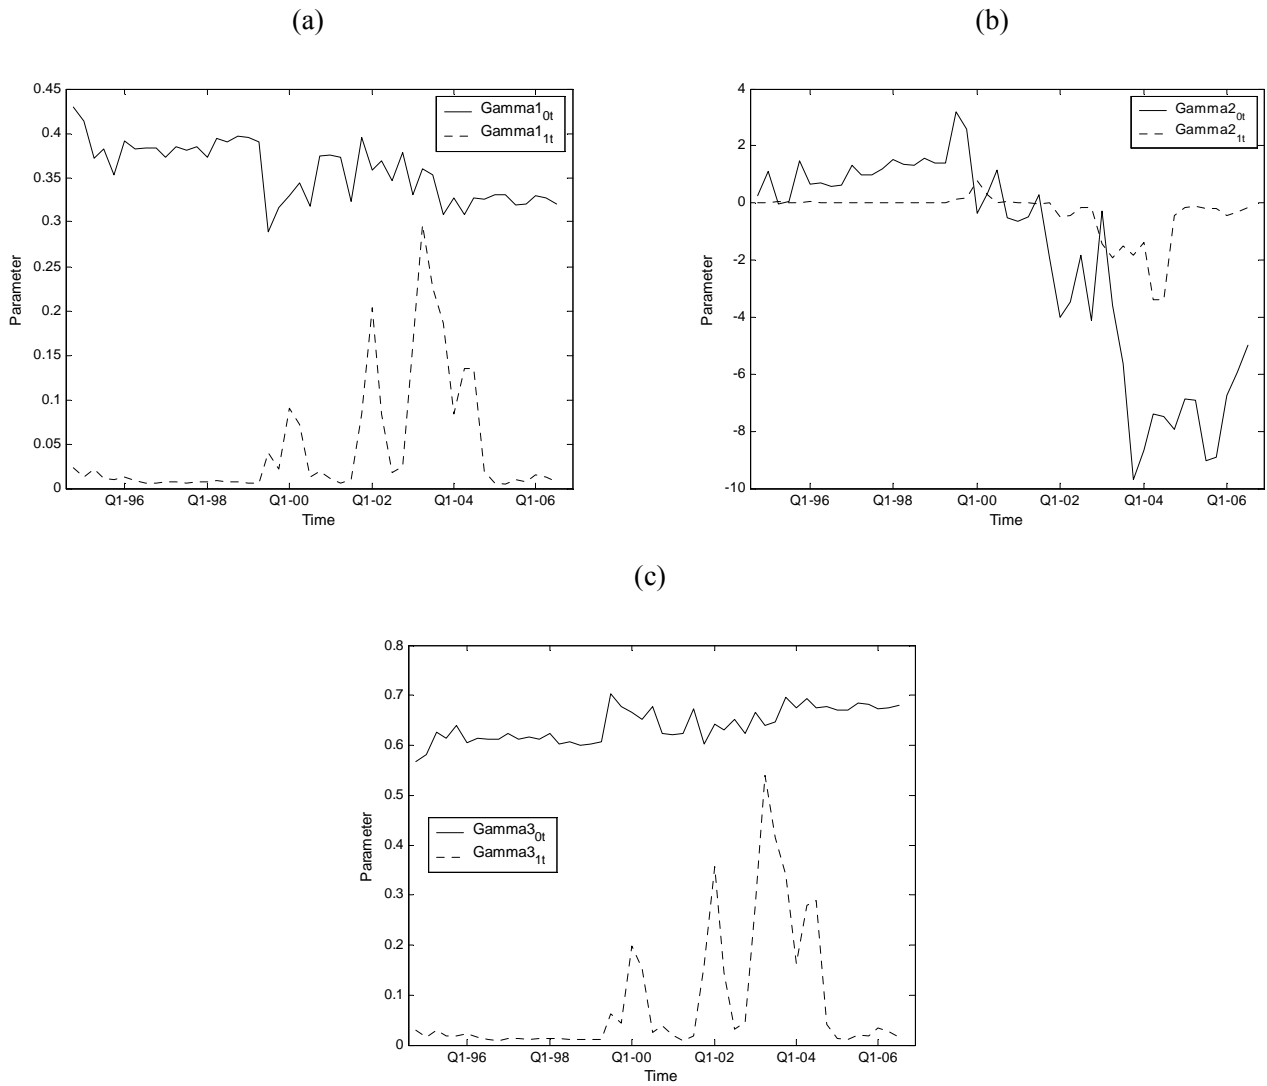 (a)
(b)
0.45
0.4
0.35
0.3
0.25
0.2
0.15
0.1
0.05
0
Parameter
Gamma1_0t
Gamma1_1t
Q1-96 Q1-98 Q1-00 Q1-02 Q1-04 Q1-06
Time
4
2
0
-2
-4
-6
-8
-10
Parameter
Gamma2_0t
Gamma2_1t
Q1-96 Q1-98 Q1-00 Q1-02 Q1-04 Q1-06
Time
(c)
0.8
0.7
0.6
0.5
0.4
0.3
0.2
0.1
0
Parameter
Gamma3_0t
Gamma3_1t
Q1-96 Q1-98 Q1-00 Q1-02 Q1-04 Q1-06
Time